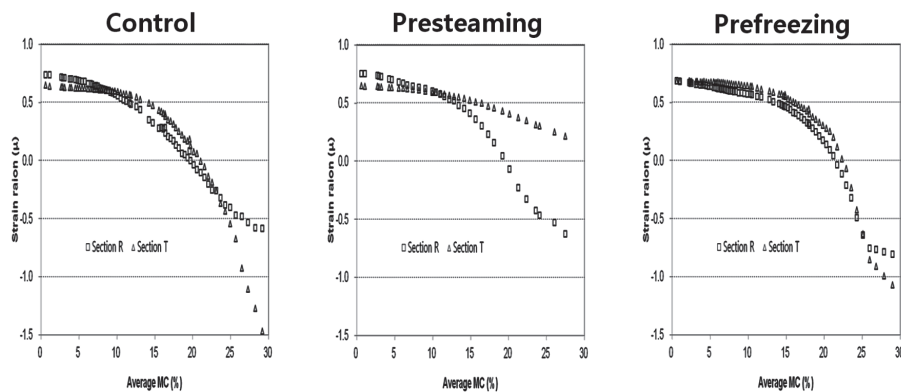 Control
Presteaming
Prefreezing
Strain raion (μ)
1.0
0.5
0.0
-0.5
-1.0
-1.5
□ Section R △ Section T
0 5 10 15 20 25 30
Average MC (%)
Strain raion (μ)
1.0
0.5
0.0
-0.5
-1.0
-1.5
□ Section R △ Section T
0 5 10 15 20 25 30
Average MC (%)
Strain raion (μ)
1.0
0.5
0.0
-0.5
-1.0
-1.5
□ Section R △ Section T
0 5 10 15 20 25 30
Average MC (%)